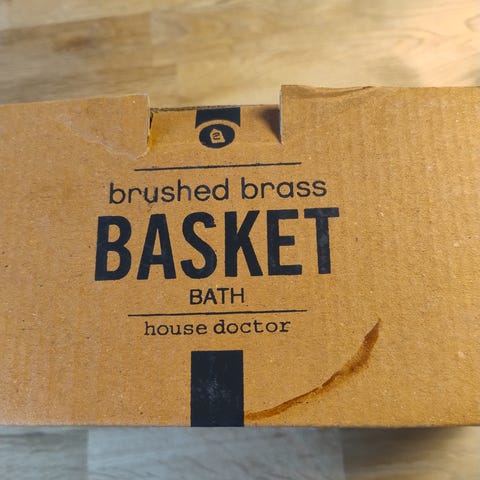 brushed brass
BASKET
BATH
house doctor